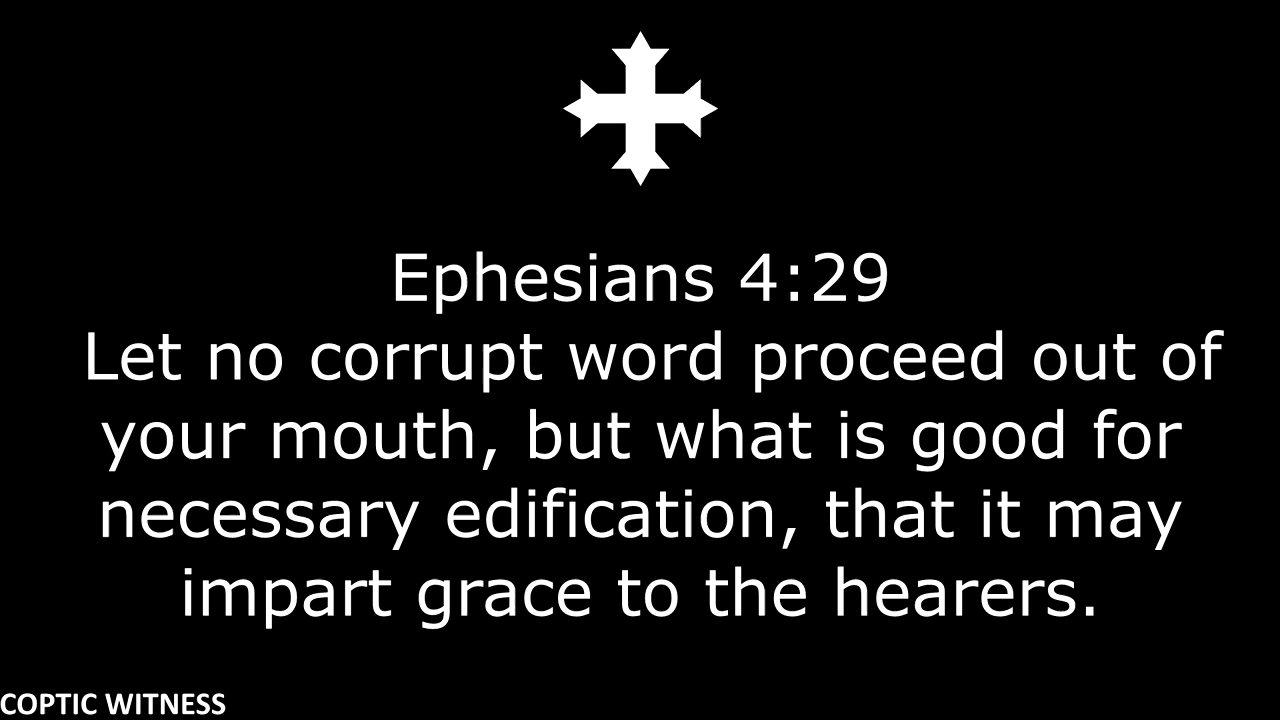 Ephesians 4:29
Let no corrupt word proceed out of
your mouth, but what is good for
necessary edification, that it may
impart grace to the hearers.
COPTIC WITNESS